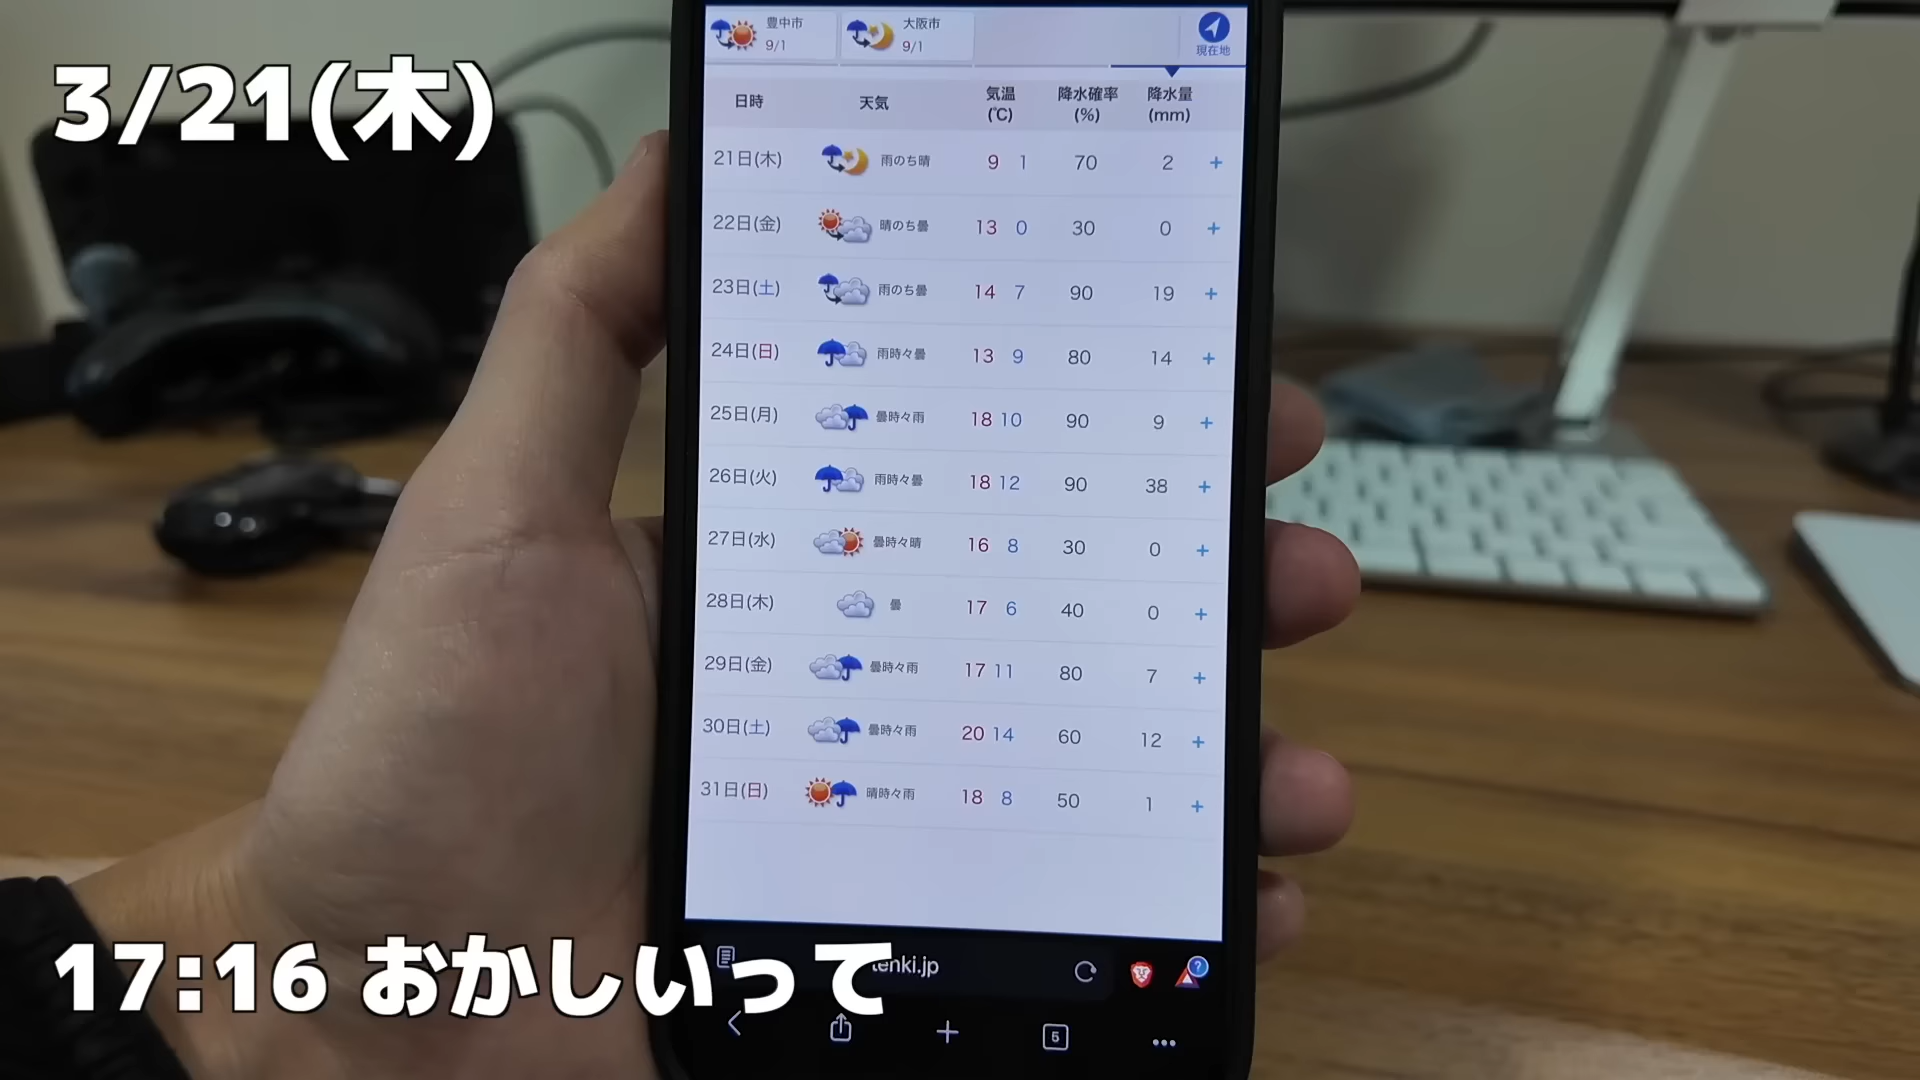 3/21(木)
豊中市 大阪市
9/1 9/1
現在地
日時 天気 気温(℃) 降水確率(%) 降水量(mm)
21日(木) 雨のち晴 9 1 70 2 +
22日(金) 晴のち曇 13 0 30 0 +
23日(土) 雨のち曇 14 7 90 19 +
24日(日) 雨時々曇 13 9 80 14 +
25日(月) 曇時々雨 18 10 90 9 +
26日(火) 雨時々曇 18 12 90 38 +
27日(水) 曇時々晴 16 8 30 0 +
28日(木) 曇 17 6 40 0 +
29日(金) 曇時々雨 17 11 80 7 +
30日(土) 曇時々雨 20 14 60 12 +
31日(日) 晴時々雨 18 8 50 1 +
17:16 おかしいって
tenki.jp
5